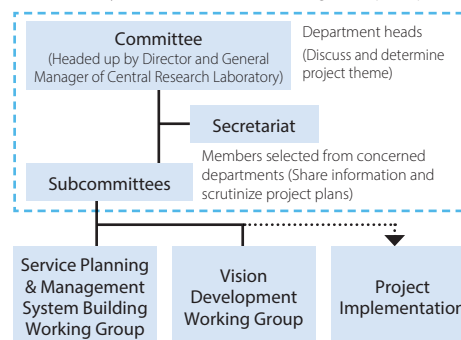 Committee
(Headed up by Director and General
Manager of Central Research Laboratory)
Department heads
(Discuss and determine
project theme)
Secretariat
Subcommittees
Members selected from concerned
departments (Share information and
scrutinize project plans)
Service Planning
& Management
System Building
Working Group
Vision
Development
Working Group
Project
Implementation